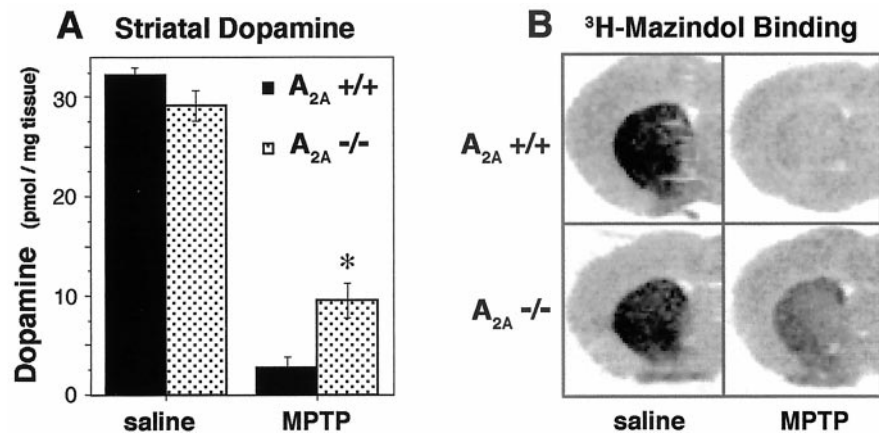 A Striatal Dopamine
Dopamine (pmol / mg tissue)
30
20
10
0
A2A +/+
A2A -/-
*
saline MPTP
B ³H-Mazindol Binding
A2A +/+
A2A -/-
saline MPTP